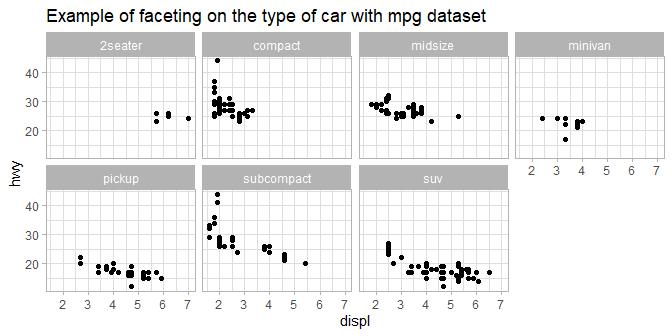 Example of faceting on the type of car with mpg dataset
2seater compact midsize minivan
40
30
20
2 3 4 5 6 7
hwy
pickup subcompact suv
40
30
20
2 3 4 5 6 7 2 3 4 5 6 7 2 3 4 5 6 7
displ